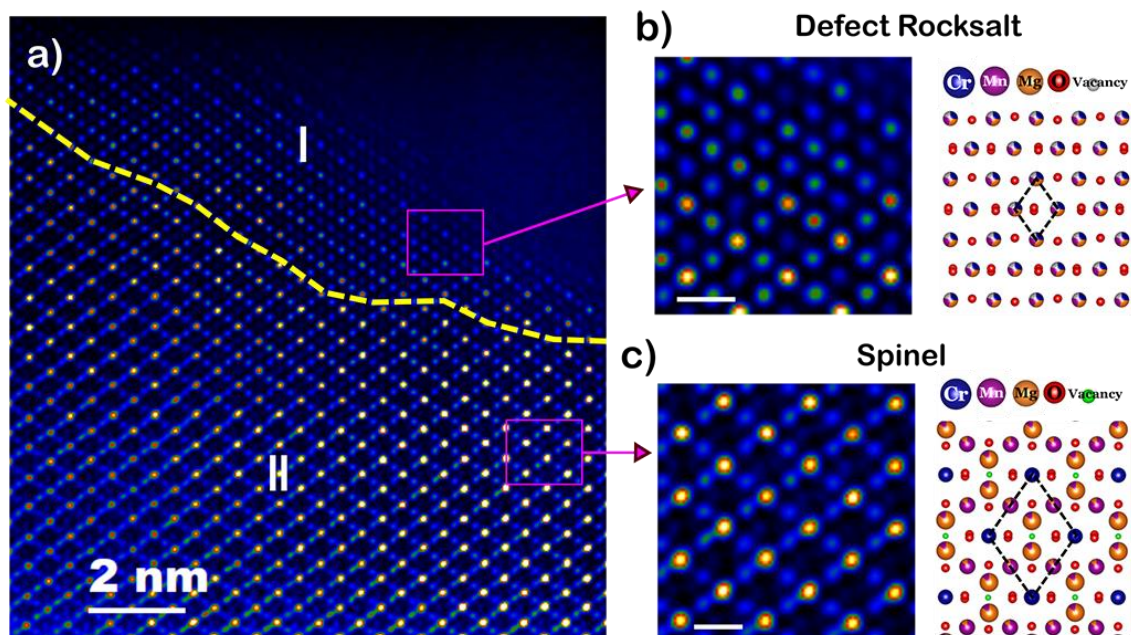 a)
I
II
2 nm
b)
Defect Rocksalt
Cr Mn Mg O Vacancy
c)
Spinel
Cr Mn Mg O Vacancy